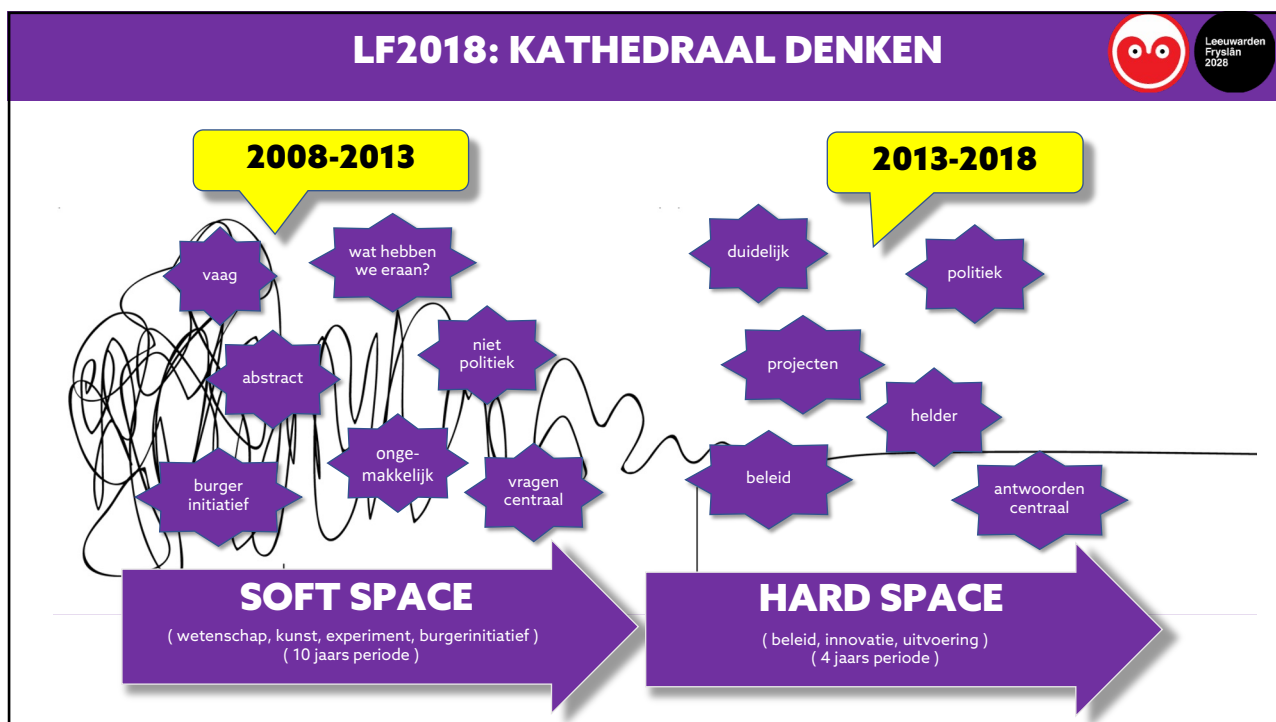 LF2018: KATHEDRAAL DENKEN
Leeuwarden
Fryslân
2028
2008-2013
2013-2018
vaag
wat hebben
we eraan?
abstract
niet
politiek
burger
initiatief
onge-
makkelijk
vragen
centraal
duidelijk
politiek
projecten
helder
beleid
antwoorden
centraal
SOFT SPACE
( wetenschap, kunst, experiment, burgerinitiatief )
( 10 jaars periode )
HARD SPACE
( beleid, innovatie, uitvoering )
( 4 jaars periode )